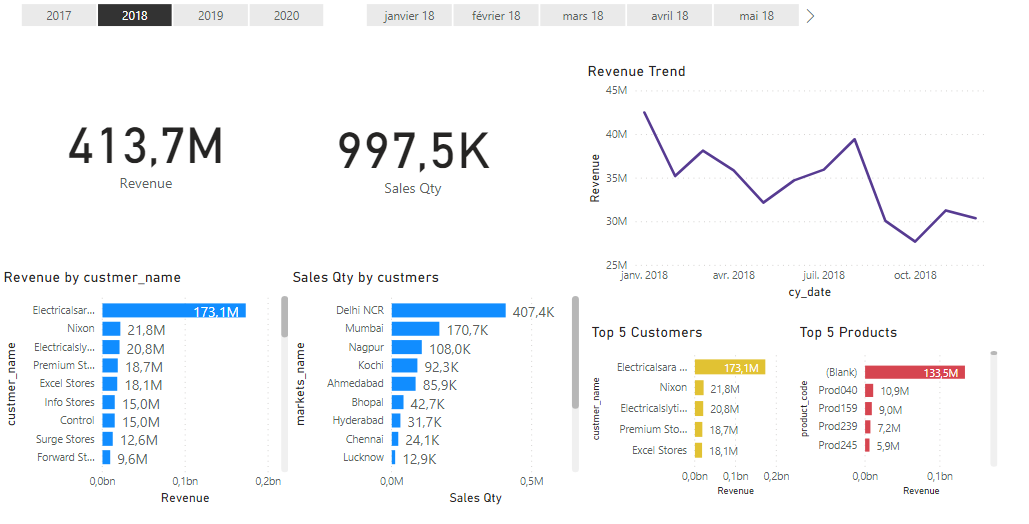 2017 2018 2019 2020 janvier 18 février 18 mars 18 avril 18 mai 18
413,7M
Revenue
997,5K
Sales Qty
Revenue Trend
45M
40M
35M
30M
25M
Revenue
janv. 2018 avr. 2018 juil. 2018 oct. 2018
cy_date
Revenue by custmer_name
custmer_name
Electricalsar... 173,1M
Nixon 21,8M
Electricalsly... 20,8M
Premium St... 18,7M
Excel Stores 18,1M
Info Stores 15,0M
Control 15,0M
Surge Stores 12,6M
Forward St... 9,6M
0,0bn 0,1bn 0,2bn
Revenue
Sales Qty by custmers
markets_name
Delhi NCR 407,4K
Mumbai 170,7K
Nagpur 108,0K
Kochi 92,3K
Ahmedabad 85,9K
Bhopal 42,7K
Hyderabad 31,7K
Chennai 24,1K
Lucknow 12,9K
0,0M 0,5M
Sales Qty
Top 5 Customers
custmer_name
Electricalsara ... 173,1M
Nixon 21,8M
Electricalslyti... 20,8M
Premium Sto... 18,7M
Excel Stores 18,1M
0,0bn 0,1bn 0,2bn
Revenue
Top 5 Products
product_code
(Blank) 133,5M
Prod040 10,9M
Prod159 9,0M
Prod239 7,2M
Prod245 5,9M
0,0bn 0,1bn
Revenue